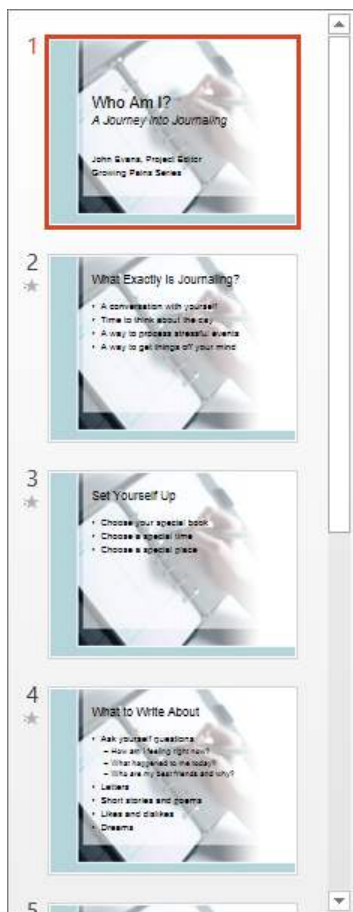 1
Who Am I?
A Journey Into Journaling
John Evans, Project Editor
Growing Pains Series
2
What Exactly Is Journaling?
• A conversation with yourself
• Time to think about the day
• A way to process stressful events
• A way to get things off your mind
3
Set Yourself Up
• Choose your special book
• Choose a special time
• Choose a special place
4
What to Write About
• Ask yourself questions
– How am I feeling right now?
– What happened to me today?
– Who are my best friends and why?
• Letters
• Short stories and poems
• Likes and dislikes
• Dreams
5